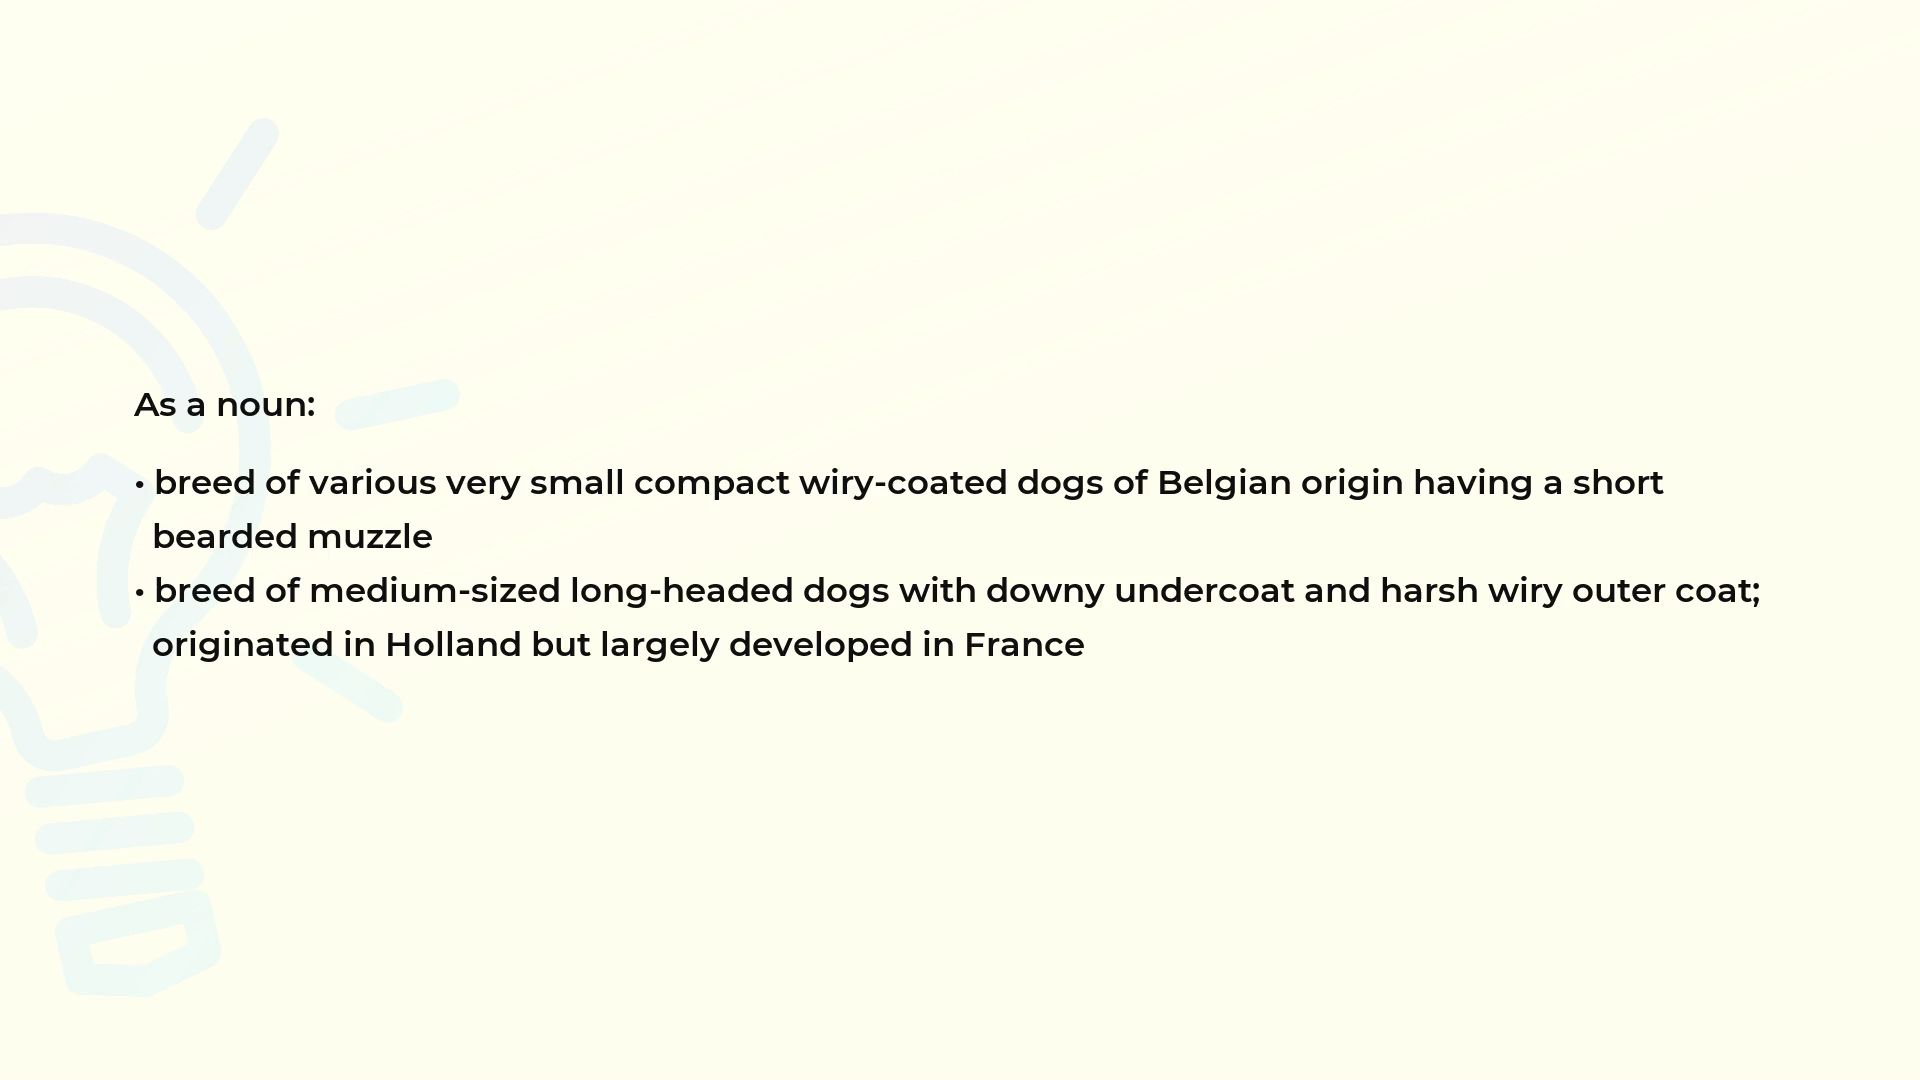 As a noun:
• breed of various very small compact wiry-coated dogs of Belgian origin having a short
bearded muzzle
• breed of medium-sized long-headed dogs with downy undercoat and harsh wiry outer coat;
originated in Holland but largely developed in France